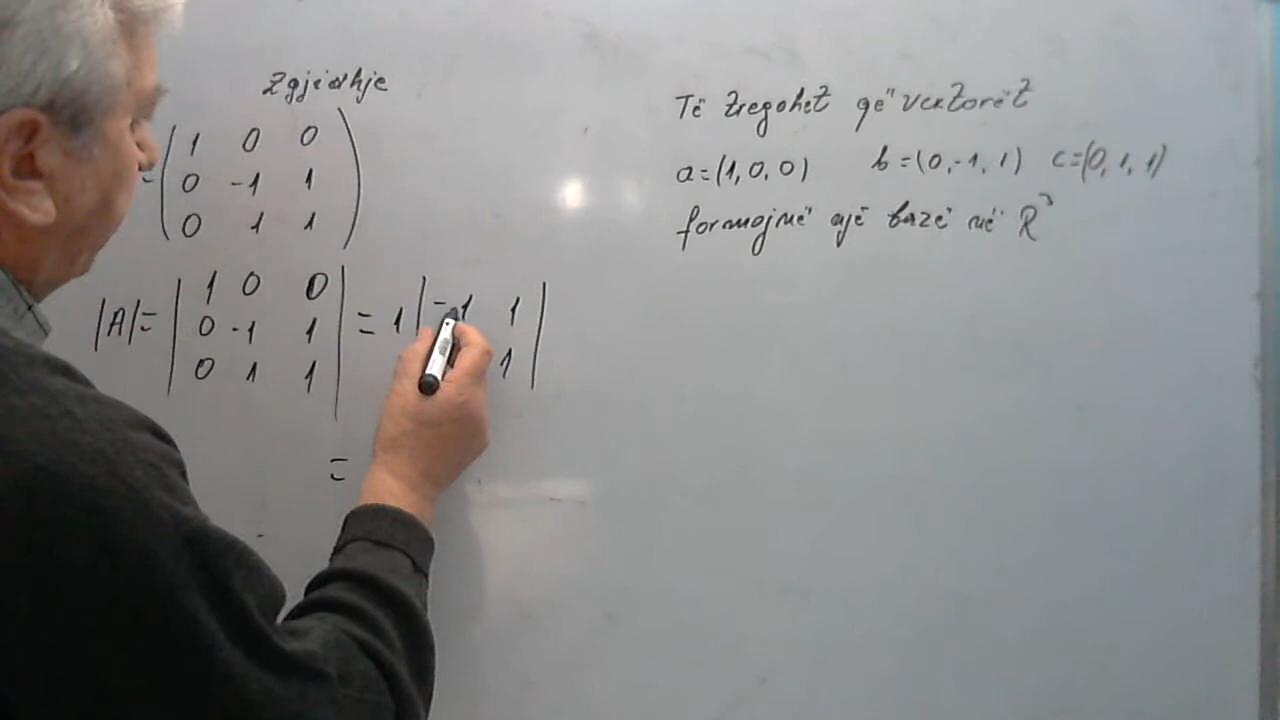 Zgjidhje
= ( 1 0 0
0 -1 1
0 1 1 )
|A| = | 1 0 0
0 -1 1
0 1 1 | = 1 | -1 1
1 |
=
Të tregohet që vektorët
a=(1,0,0) b=(0,-1,1) c=(0,1,1)
formojnë një bazë në R³